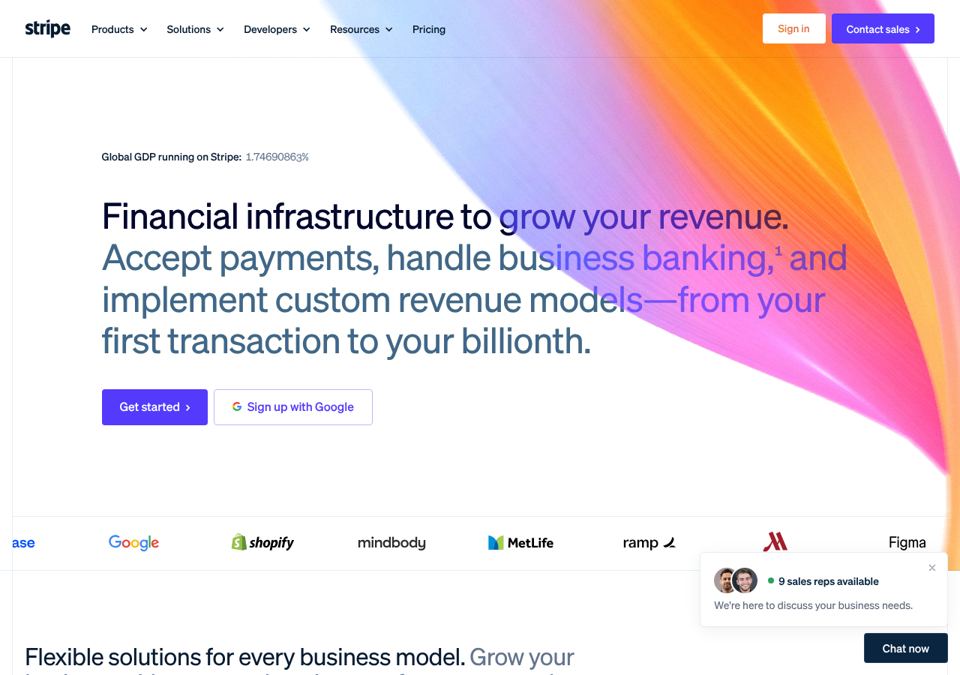 stripe Products Solutions Developers Resources Pricing Sign in Contact sales
Global GDP running on Stripe: 1.74690863%
Financial infrastructure to grow your revenue.
Accept payments, handle business banking,¹ and
implement custom revenue models—from your
first transaction to your billionth.
Get started Sign up with Google
ase Google shopify mindbody MetLife ramp Figma
9 sales reps available
We're here to discuss your business needs.
Chat now
Flexible solutions for every business model. Grow your